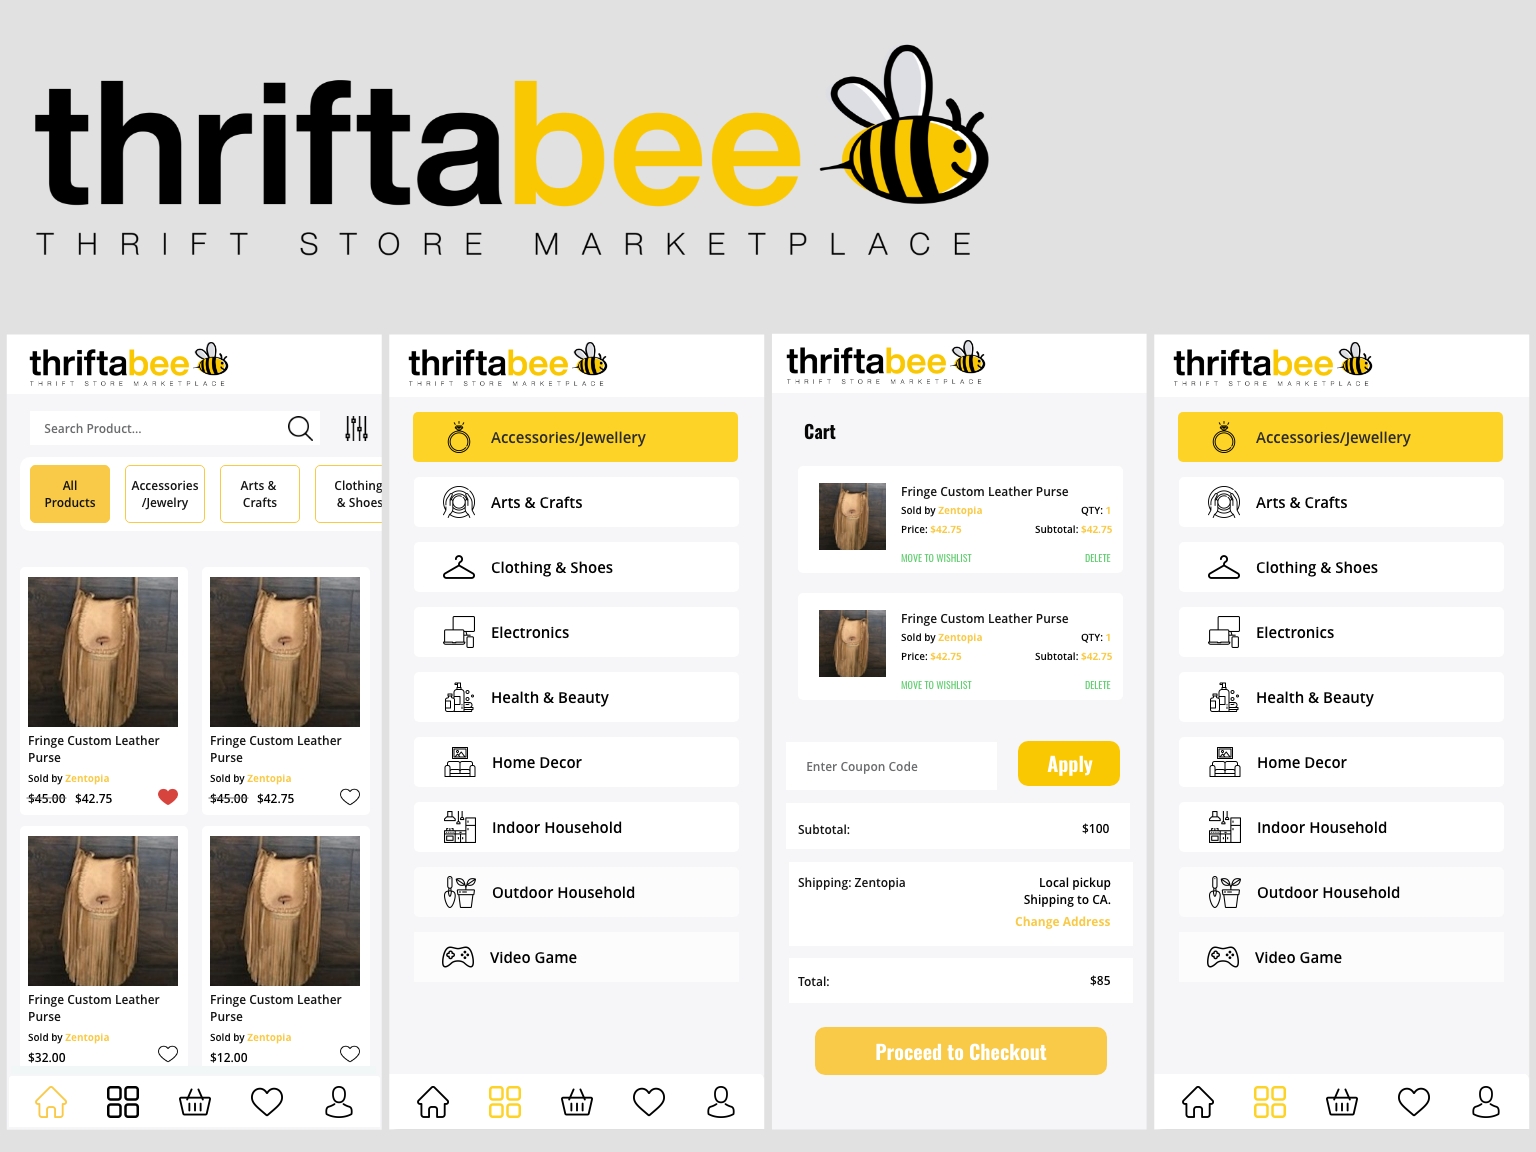 thriftabee
THRIFT STORE MARKETPLACE
thriftabee
THRIFT STORE MARKETPLACE
Search Product...
All
Products
Accessories
/Jewelry
Arts &
Crafts
Clothing
& Shoes
Fringe Custom Leather
Purse
Sold by Zentopia
$45.00 $42.75
Fringe Custom Leather
Purse
Sold by Zentopia
$45.00 $42.75
Fringe Custom Leather
Purse
Sold by Zentopia
$32.00
Fringe Custom Leather
Purse
Sold by Zentopia
$12.00
thriftabee
THRIFT STORE MARKETPLACE
Accessories/Jewellery
Arts & Crafts
Clothing & Shoes
Electronics
Health & Beauty
Home Decor
Indoor Household
Outdoor Household
Video Game
thriftabee
THRIFT STORE MARKETPLACE
Cart
Fringe Custom Leather Purse
Sold by Zentopia QTY: 1
Price: $42.75 Subtotal: $42.75
MOVE TO WISHLIST DELETE
Fringe Custom Leather Purse
Sold by Zentopia QTY: 1
Price: $42.75 Subtotal: $42.75
MOVE TO WISHLIST DELETE
Enter Coupon Code Apply
Subtotal: $100
Shipping: Zentopia Local pickup
Shipping to CA.
Change Address
Total: $85
Proceed to Checkout
thriftabee
THRIFT STORE MARKETPLACE
Accessories/Jewellery
Arts & Crafts
Clothing & Shoes
Electronics
Health & Beauty
Home Decor
Indoor Household
Outdoor Household
Video Game